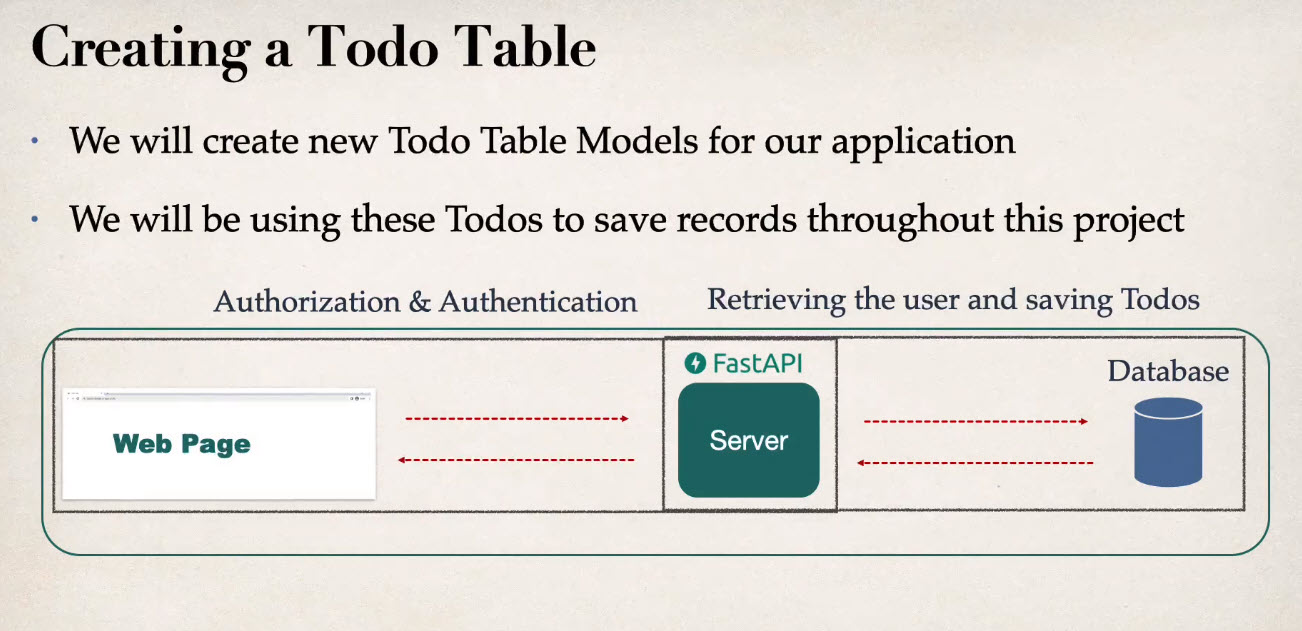 Creating a Todo Table
• We will create new Todo Table Models for our application
• We will be using these Todos to save records throughout this project
Authorization & Authentication
Retrieving the user and saving Todos
FastAPI
Database
Web Page
Server